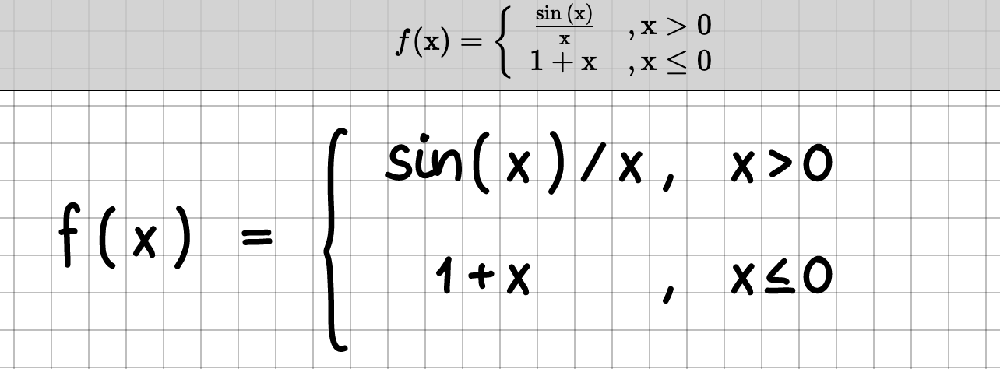 f(x) = { sin(x)/x , x > 0
1 + x , x ≤ 0
f(x) = { sin(x)/x, x>0
1+x , x≤0